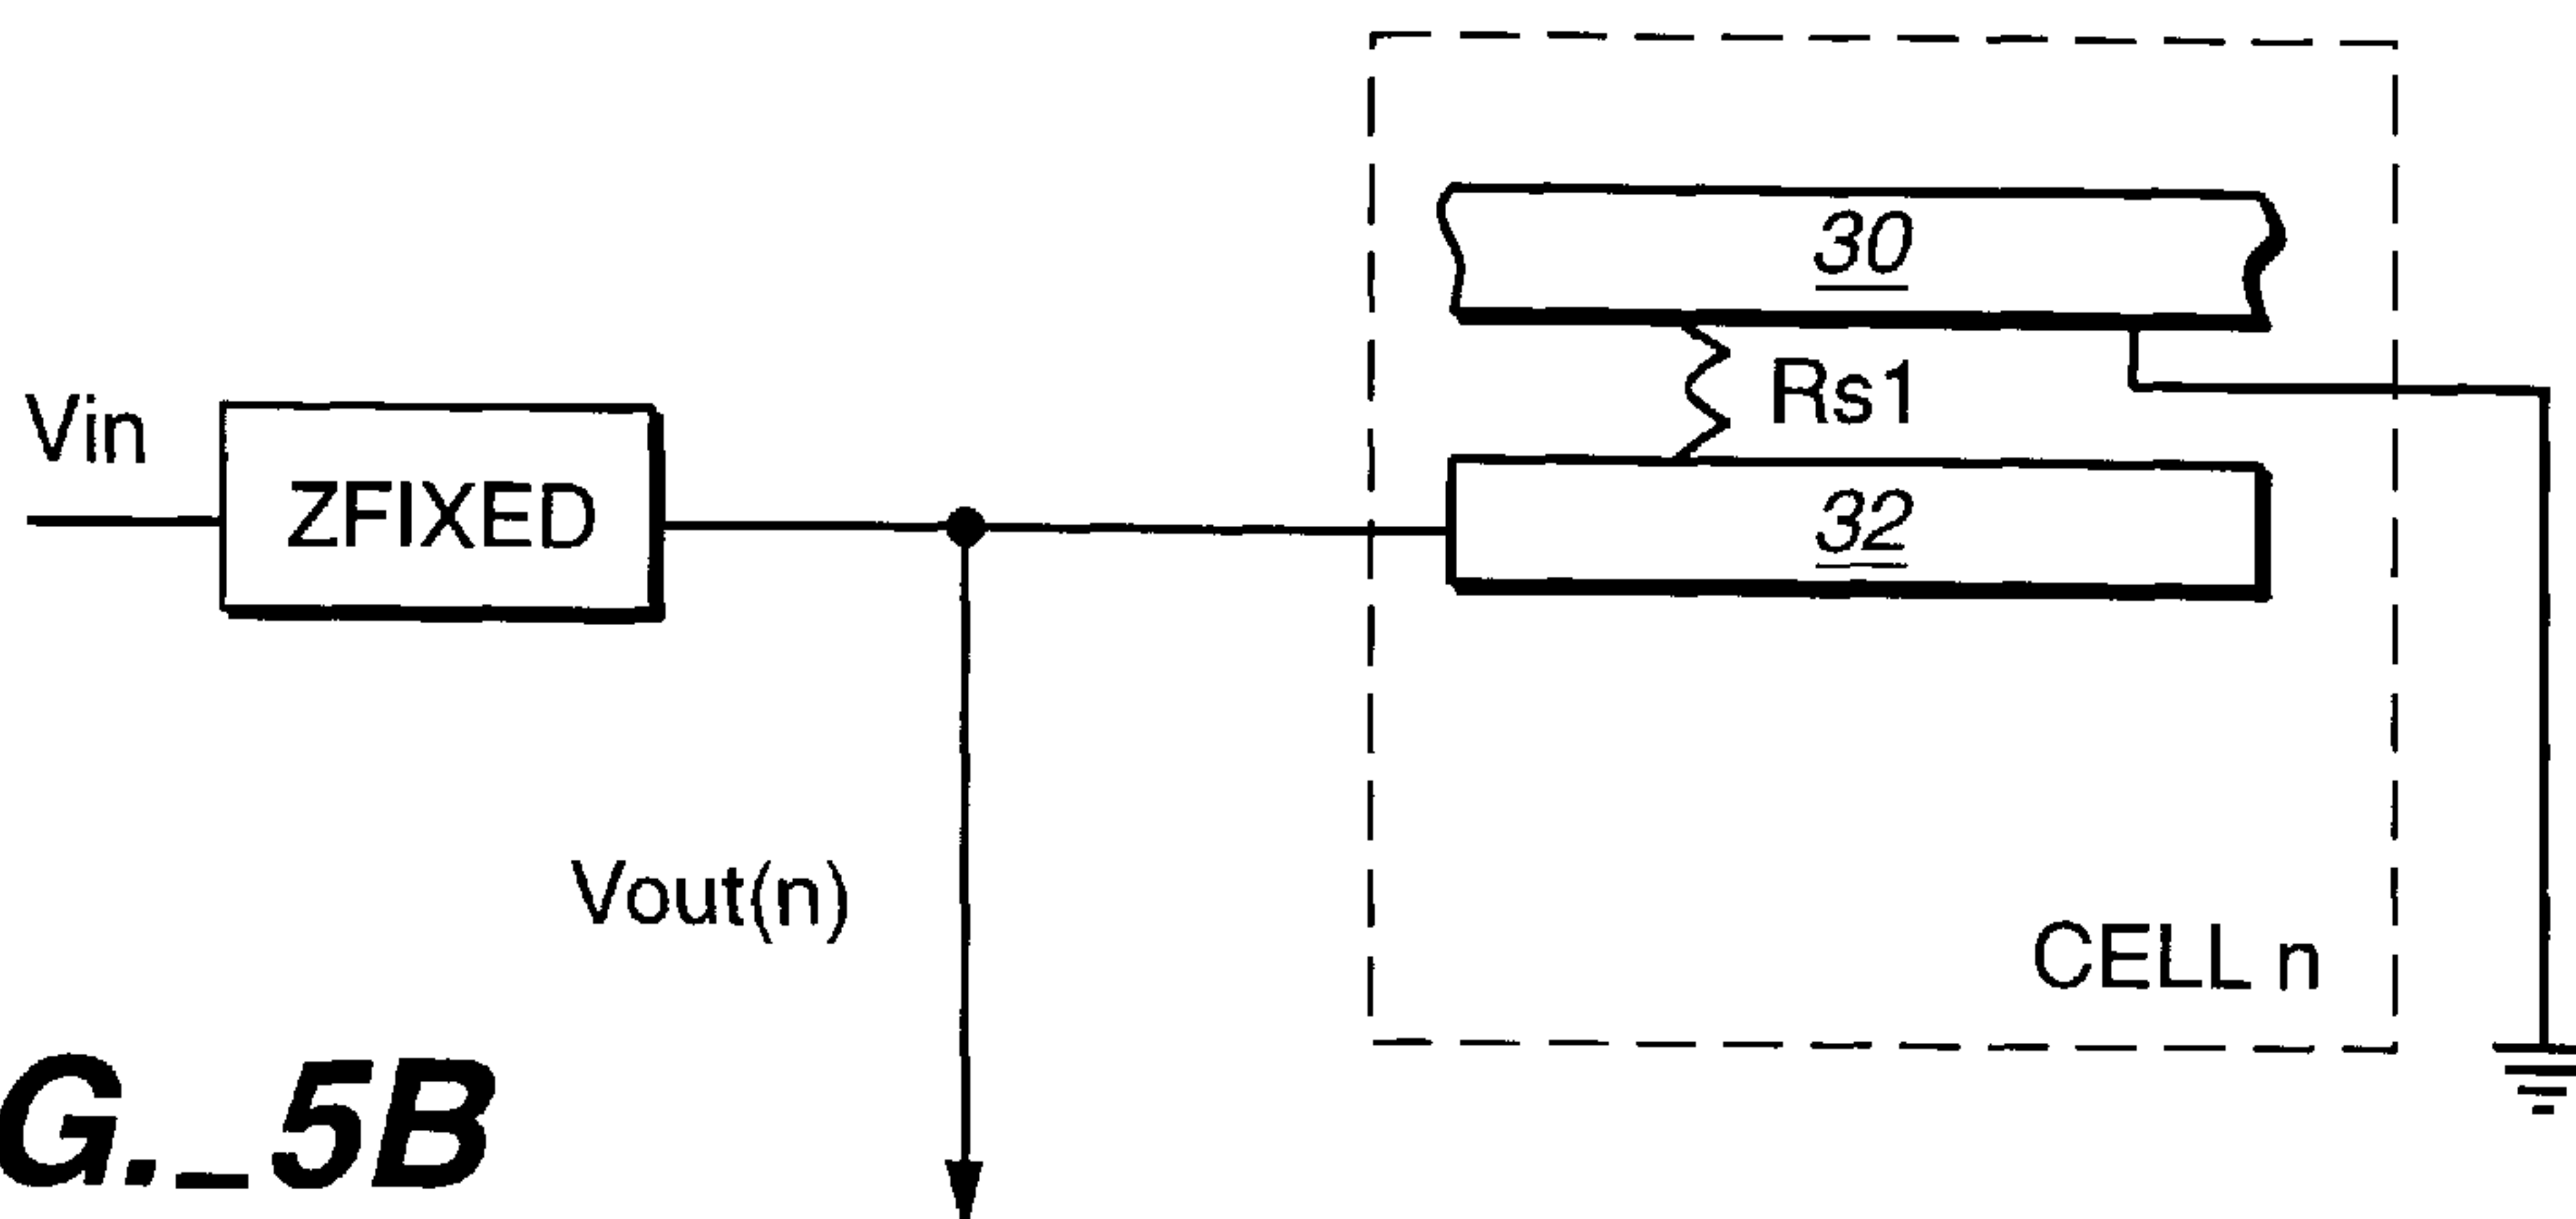 30
Rs1
Vin
ZFIXED
32
Vout(n)
CELL n
G._5B